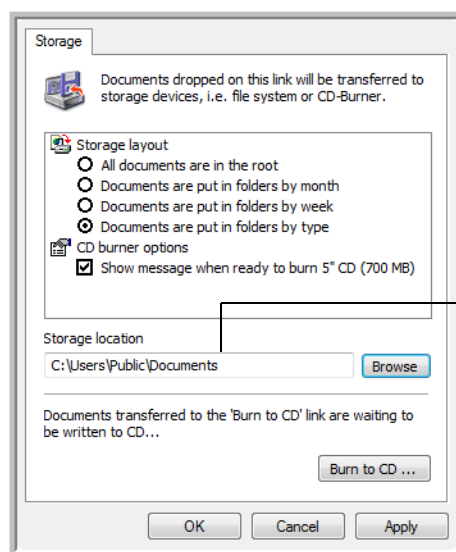 Storage
Documents dropped on this link will be transferred to
storage devices, i.e. file system or CD-Burner.
Storage layout
All documents are in the root
Documents are put in folders by month
Documents are put in folders by week
Documents are put in folders by type
CD burner options
Show message when ready to burn 5" CD (700 MB)
Storage location
C:\Users\Public\Documents
Browse
Documents transferred to the 'Burn to CD' link are waiting to
be written to CD...
Burn to CD ...
OK
Cancel
Apply